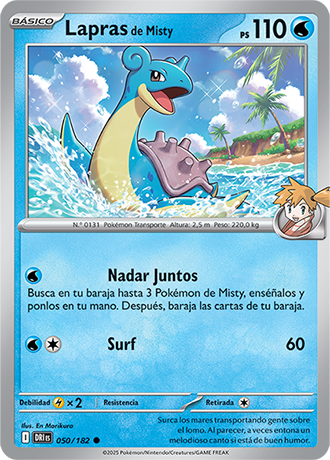 BÁSICO
Lapras de Misty PS 110
N.º 0131 Pokémon Transporte Altura: 2,5 m Peso: 220,0 kg
Nadar Juntos
Busca en tu baraja hasta 3 Pokémon de Misty, enséñalos y
ponlos en tu mano. Después, baraja las cartas de tu baraja.
Surf 60
Debilidad ×2 Resistencia Retirada
Ilus. En Morikura
I DRI ES 050/182
Surca los mares transportando gente sobre
el lomo. Al parecer, a veces entona un
melodioso canto si está de buen humor.
©2025 Pokémon/Nintendo/Creatures/GAME FREAK